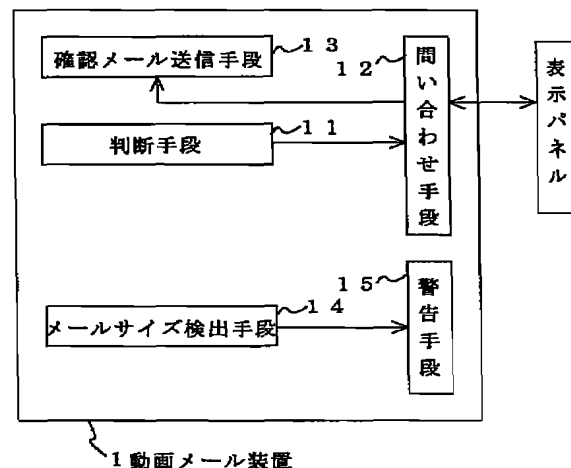 確認メール送信手段
13
12
問い合わせ手段
表示パネル
判断手段
11
メールサイズ検出手段
14
15
警告手段
1 動画メール装置